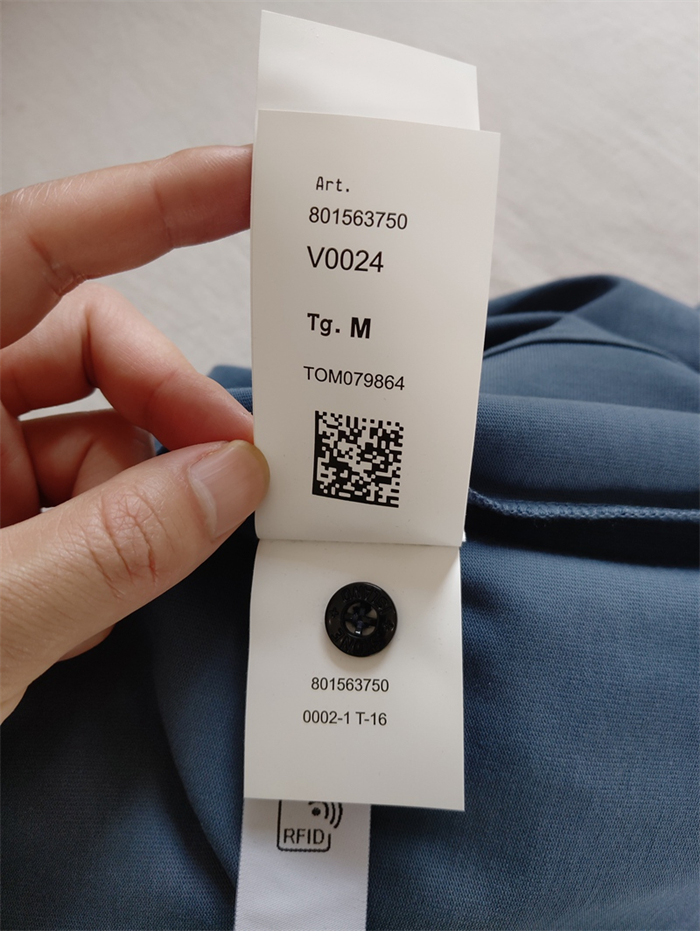 Art.
801563750
V0024
Tg. M
TOM079864
801563750
0002-1 T-16
RFID